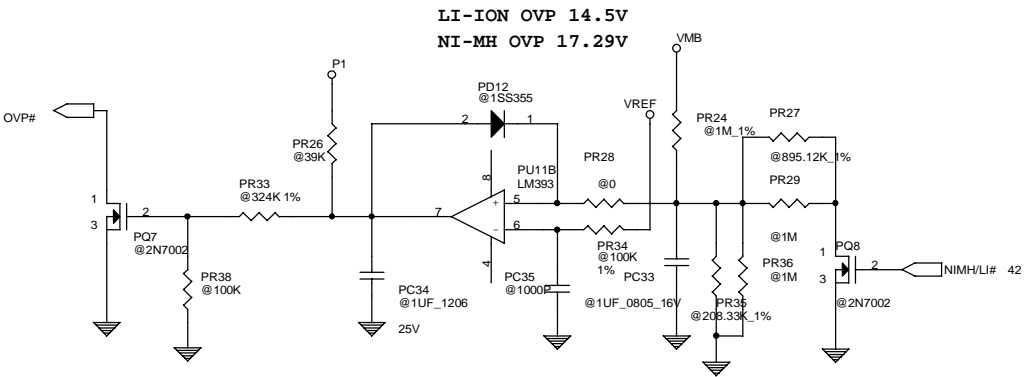 LI-ION OVP 14.5V
NI-MH OVP 17.29V
OVP#
P1
PR26
@39K
PD12
@1SS355
2
1
VMB
VREF
PR24
@1M_1%
PR27
@895.12K_1%
PR28
@0
PU11B
LM393
8
5
+
6
-
7
4
PR29
@1M
PR33
@324K 1%
1
3
2
PQ7
@2N7002
PR38
@100K
PC34
@1UF_1206
25V
PC35
@1000P
PR34
@100K
1%
PC33
@1UF_0805_16V
PR35
@208.33K_1%
PR36
@1M
PQ8
1
3
2
@2N7002
NIMH/LI# 42